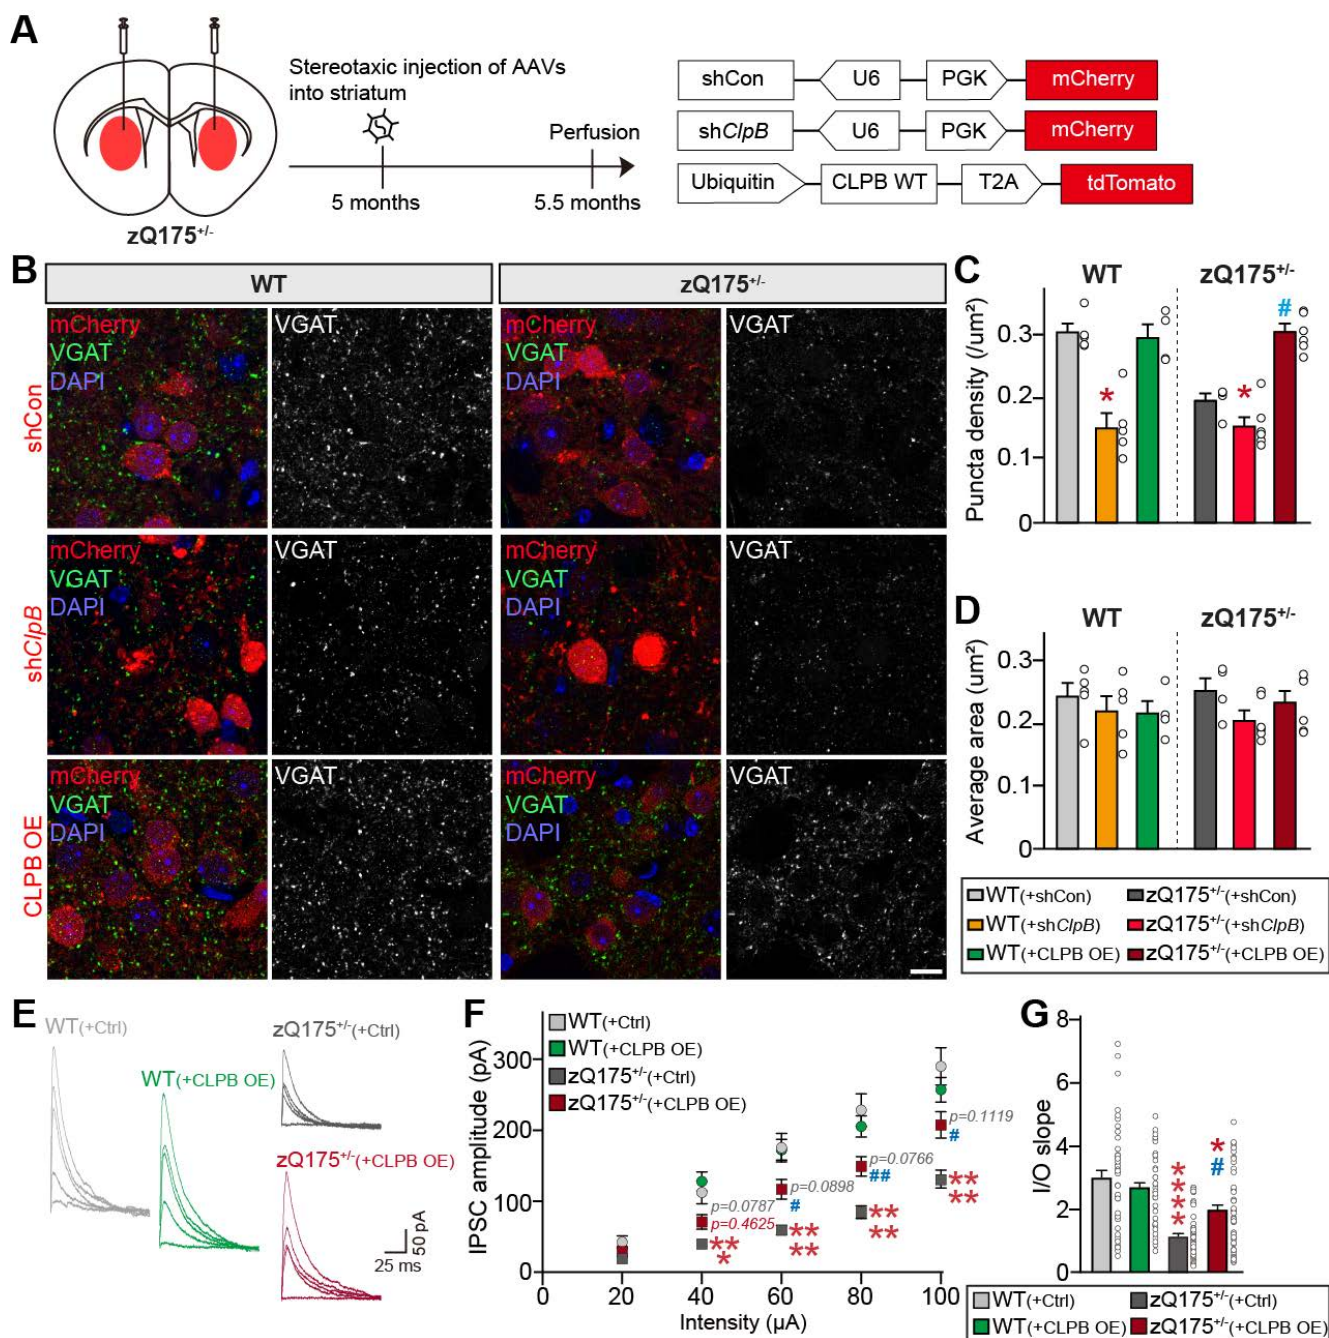 A
Stereotaxic injection of AAVs
into striatum
Perfusion
5 months
5.5 months
zQ175+/-
shCon U6 PGK mCherry
shClpB U6 PGK mCherry
Ubiquitin CLPB WT T2A tdTomato
B
WT zQ175+/-
shCon
mCherry VGAT mCherry VGAT
VGAT VGAT
DAPI DAPI
shClpB
mCherry VGAT mCherry VGAT
VGAT VGAT
DAPI DAPI
CLPB OE
mCherry VGAT mCherry VGAT
VGAT VGAT
DAPI DAPI
C
WT zQ175+/-
Puncta density (/um²)
0.3
0.2
0.1
0
*
*
#
D
WT zQ175+/-
Average area (um²)
0.3
0.2
0.1
0
WT(+shCon) zQ175+/-(+shCon)
WT(+shClpB) zQ175+/-(+shClpB)
WT(+CLPB OE) zQ175+/-(+CLPB OE)
E
WT(+Ctrl)
WT(+CLPB OE)
zQ175+/-(+Ctrl)
zQ175+/-(+CLPB OE)
50 pA
25 ms
F
WT(+Ctrl)
WT(+CLPB OE)
zQ175+/-(+Ctrl)
zQ175+/-(+CLPB OE)
IPSC amplitude (pA)
300
200
100
0
p=0.0787
p=0.4625
**
*
p=0.0898
#
**
**
p=0.0766
##
**
**
p=0.1119
#
**
**
0 20 40 60 80 100
Intensity (µA)
G
I/O slope
8
6
4
2
0
*
*
*
*
*
#
WT(+Ctrl) zQ175+/-(+Ctrl)
WT(+CLPB OE) zQ175+/-(+CLPB OE)